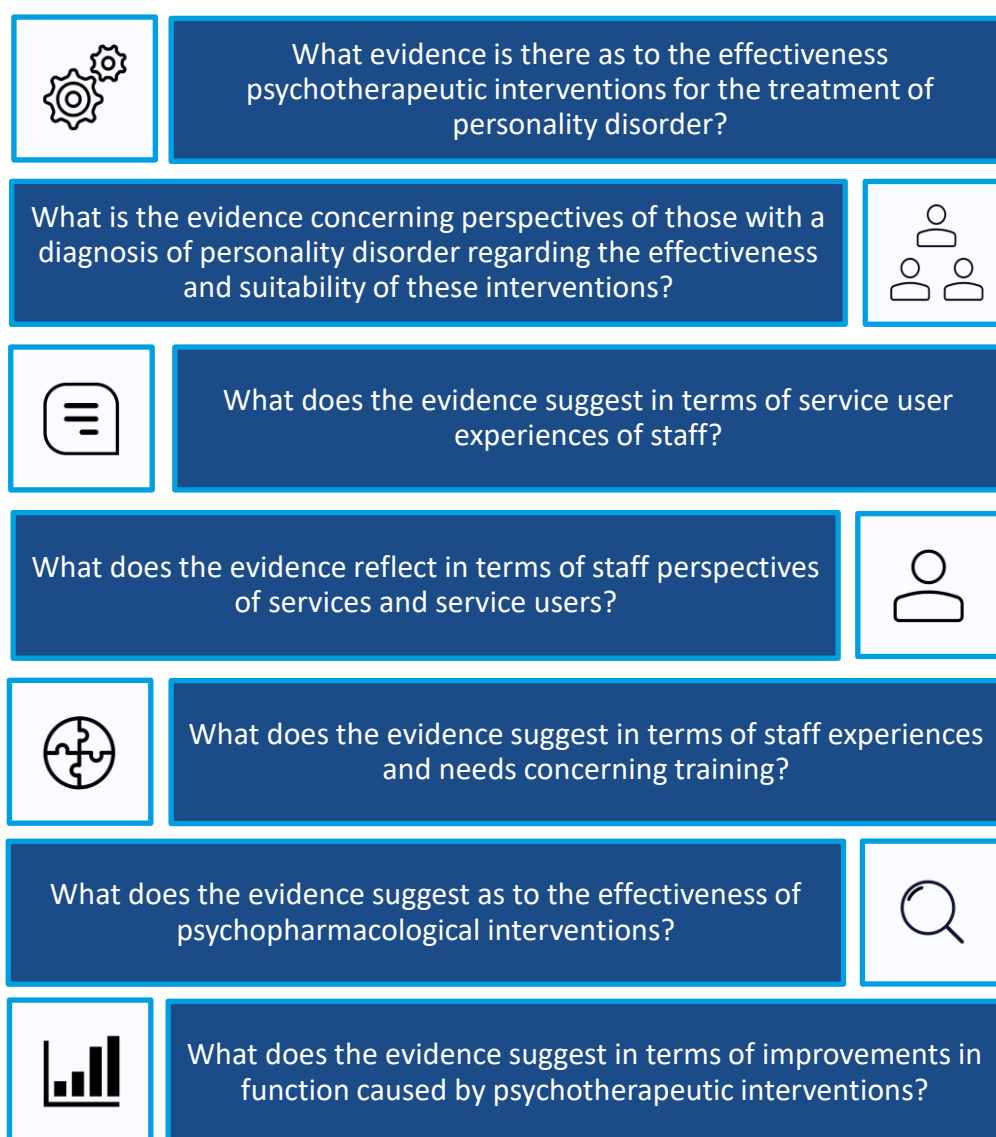 What evidence is there as to the effectiveness
psychotherapeutic interventions for the treatment of
personality disorder?
What is the evidence concerning perspectives of those with a
diagnosis of personality disorder regarding the effectiveness
and suitability of these interventions?
What does the evidence suggest in terms of service user
experiences of staff?
What does the evidence reflect in terms of staff perspectives
of services and service users?
What does the evidence suggest in terms of staff experiences
and needs concerning training?
What does the evidence suggest as to the effectiveness of
psychopharmacological interventions?
What does the evidence suggest in terms of improvements in
function caused by psychotherapeutic interventions?